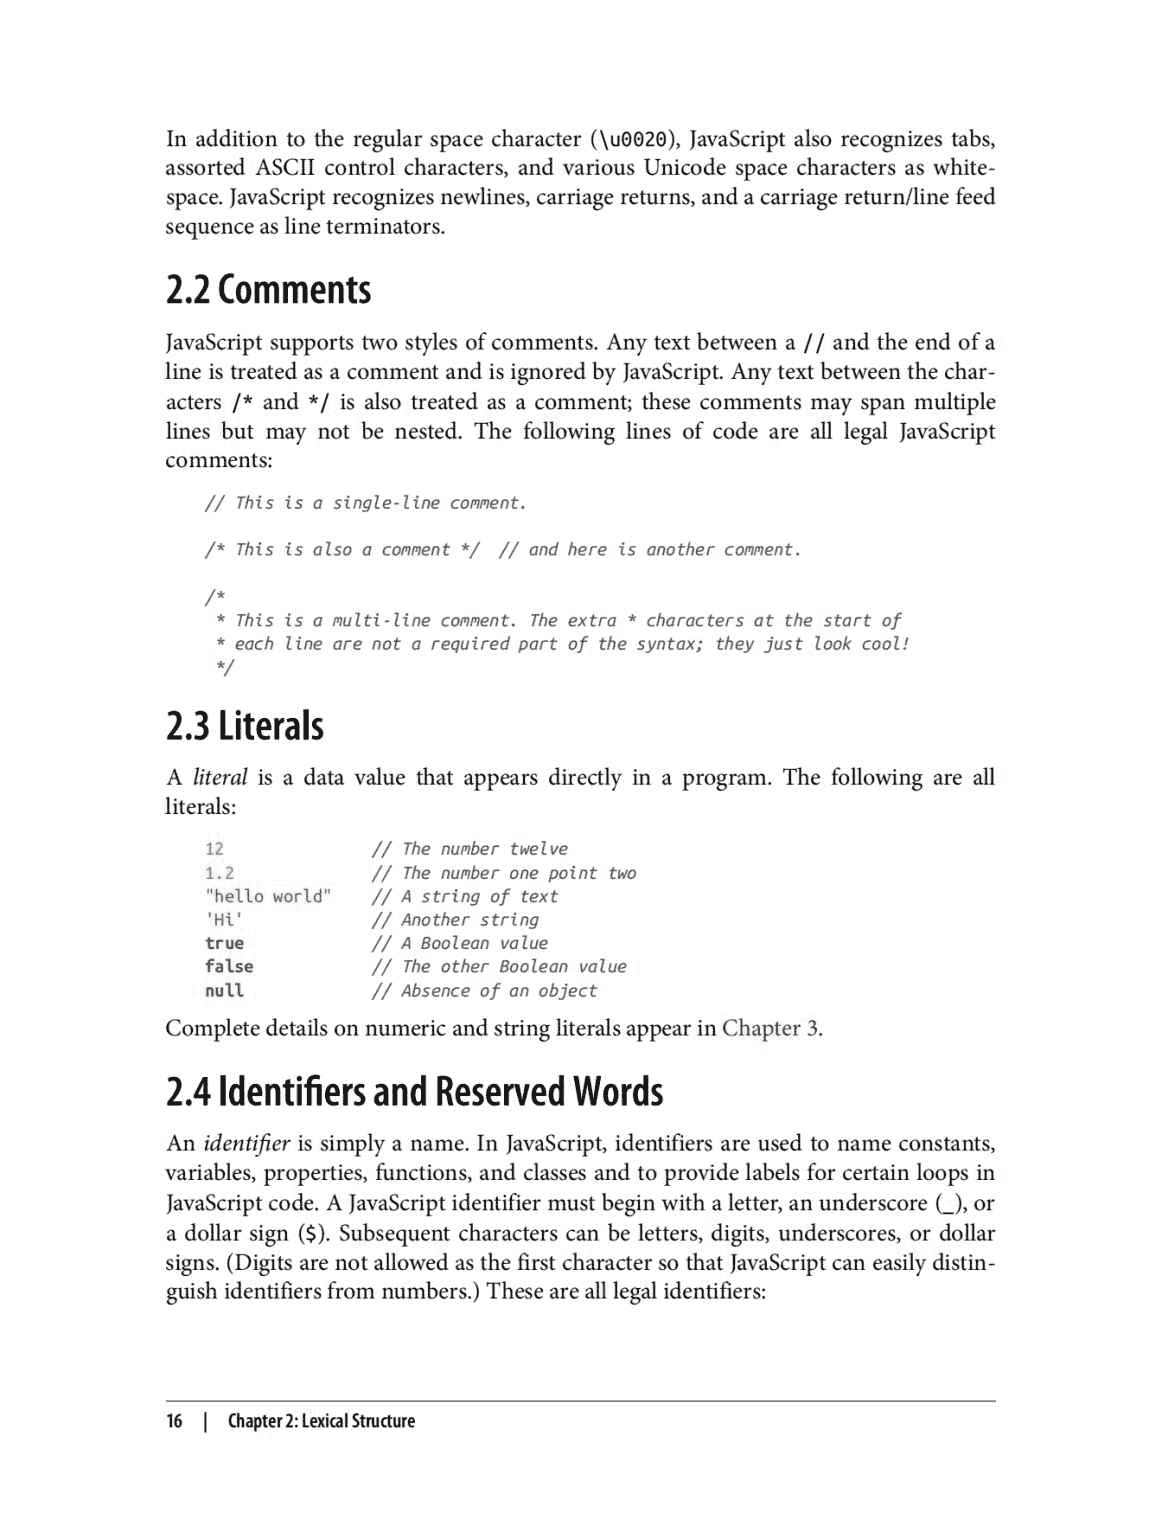 In addition to the regular space character (\u0020), JavaScript also recognizes tabs,
assorted ASCII control characters, and various Unicode space characters as white-
space. JavaScript recognizes newlines, carriage returns, and a carriage return/line feed
sequence as line terminators.
2.2 Comments
JavaScript supports two styles of comments. Any text between a // and the end of a
line is treated as a comment and is ignored by JavaScript. Any text between the char-
acters /* and */ is also treated as a comment; these comments may span multiple
lines but may not be nested. The following lines of code are all legal JavaScript
comments:
// This is a single-line comment.
/* This is also a comment */  // and here is another comment.
/*
 * This is a multi-line comment. The extra * characters at the start of
 * each line are not a required part of the syntax; they just look cool!
 */
2.3 Literals
A literal is a data value that appears directly in a program. The following are all
literals:
12               // The number twelve
1.2              // The number one point two
"hello world"    // A string of text
'Hi'             // Another string
true             // A Boolean value
false            // The other Boolean value
null             // Absence of an object
Complete details on numeric and string literals appear in Chapter 3.
2.4 Identifiers and Reserved Words
An identifier is simply a name. In JavaScript, identifiers are used to name constants,
variables, properties, functions, and classes and to provide labels for certain loops in
JavaScript code. A JavaScript identifier must begin with a letter, an underscore (_), or
a dollar sign ($). Subsequent characters can be letters, digits, underscores, or dollar
signs. (Digits are not allowed as the first character so that JavaScript can easily distin-
guish identifiers from numbers.) These are all legal identifiers:
16 | Chapter 2: Lexical Structure